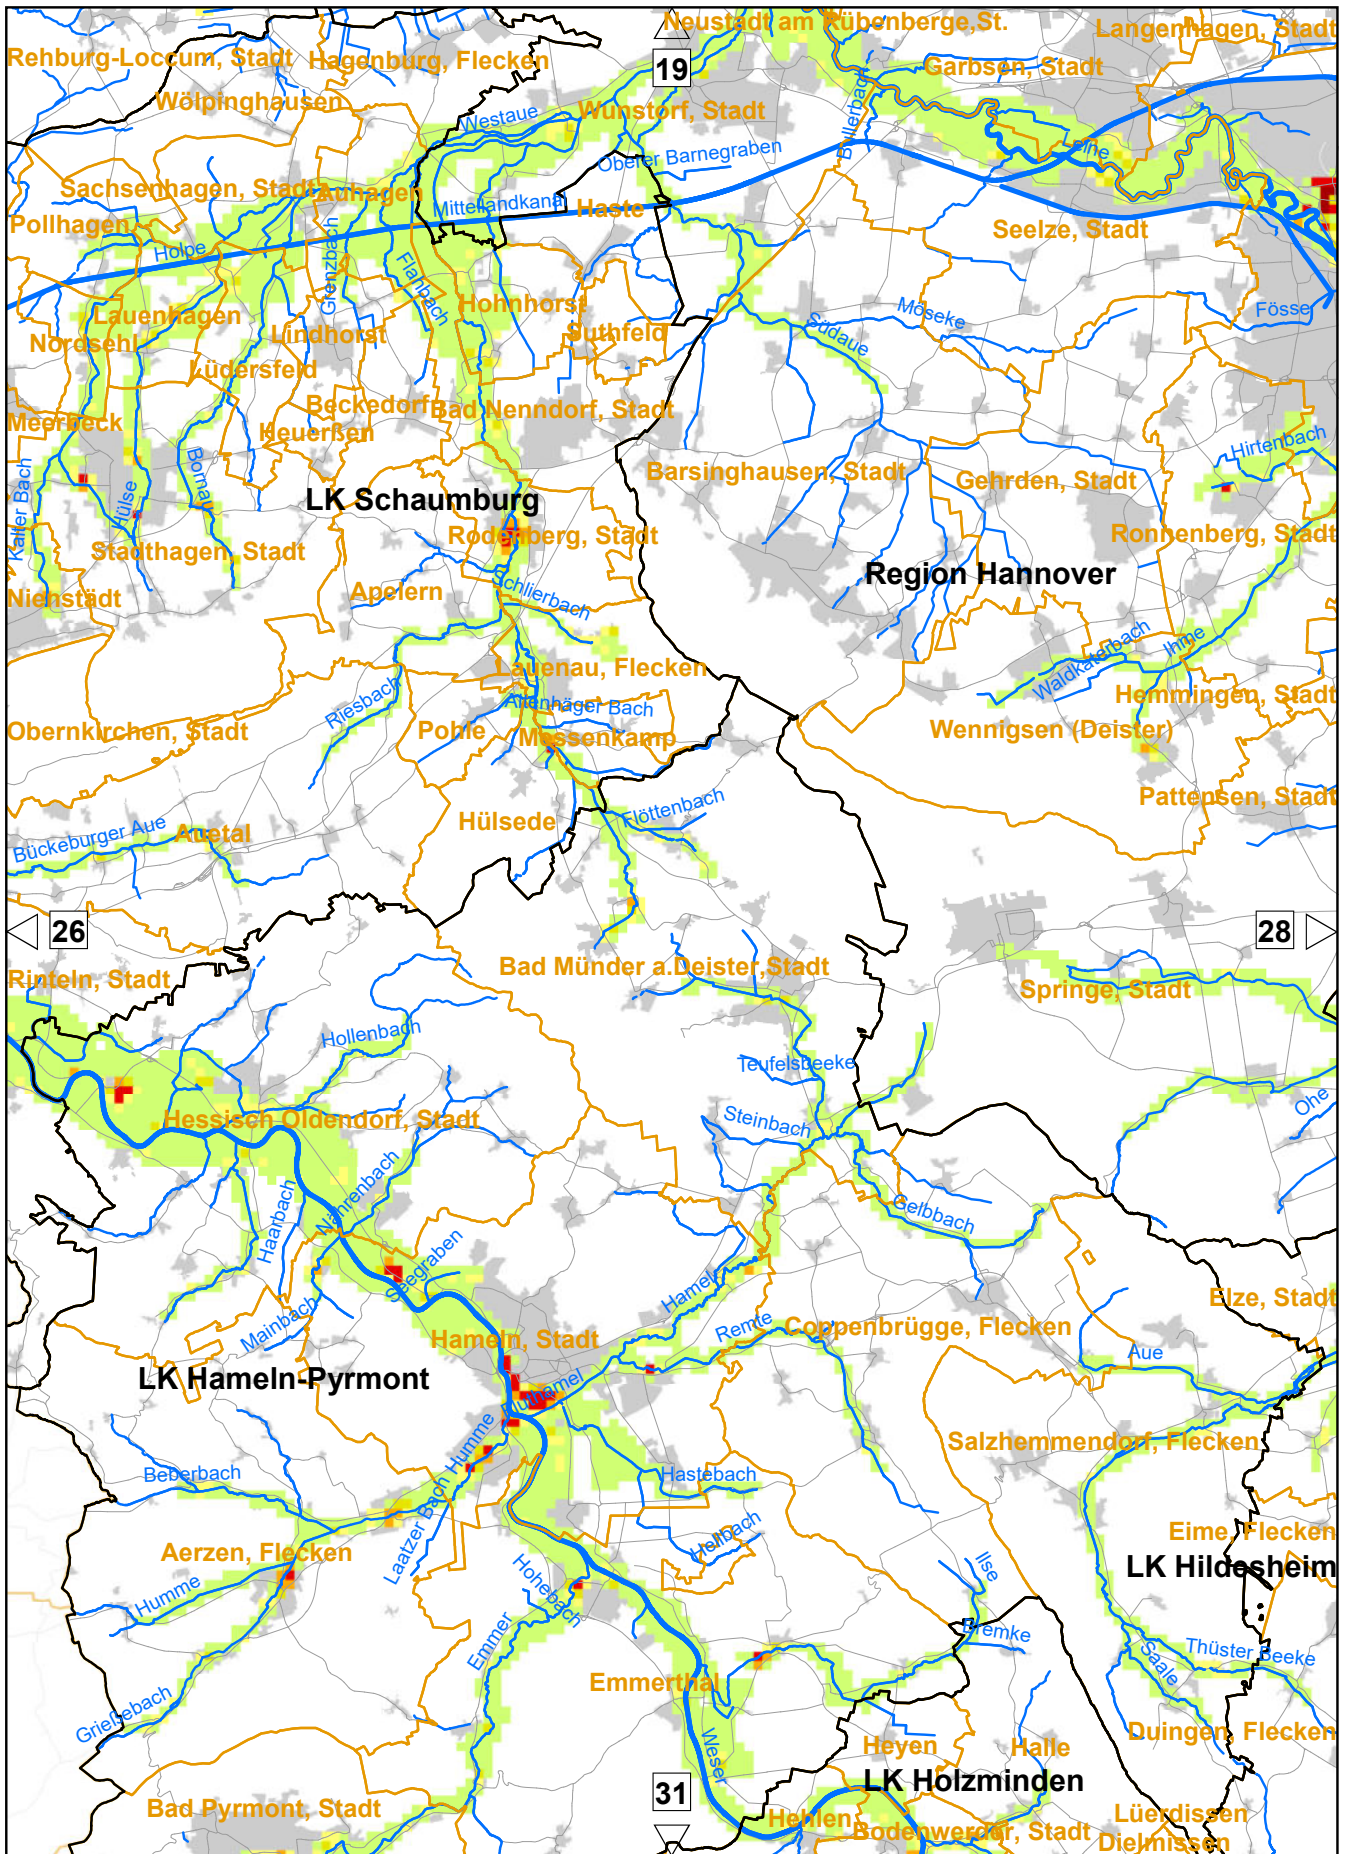 Neustadt am Rübenberge,St.
Langenhagen, Stadt
Rehburg-Loccum, Stadt
Hagenburg, Flecken
19
Garbsen, Stadt
Wölpinghausen
Wunstorf, Stadt
Westaue
Bullerbach
Leine
Oberer Barnegraben
Sachsenhagen, Stadt
Auhagen
Mittellandkanal
Haste
Pollhagen
Seelze, Stadt
Holpe
Grenzbach
Flahbach
Hohnhorst
Lauenhagen
Lindhorst
Suthfeld
Südaue
Möseke
Fösse
Nordsehl
Lüdersfeld
Beckedorf
Bad Nenndorf, Stadt
Meerbeck
Heuerßen
Hirtenbach
Kalter Bach
Hülse
Bornau
Barsinghausen, Stadt
Gehrden, Stadt
LK Schaumburg
Rodenberg, Stadt
Ronnenberg, Stadt
Stadthagen, Stadt
Region Hannover
Nienstädt
Apelern
Schlierbach
Waldkaterbach
Ihme
Lauenau, Flecken
Riesbach
Altenhäger Bach
Hemmingen, Stadt
Obernkirchen, Stadt
Pohle
Messenkamp
Wennigsen (Deister)
Pattensen, Stadt
Bückeburger Aue
Auetal
Hülsede
Flöttenbach
26
28
Rinteln, Stadt
Bad Münder a.Deister,Stadt
Springe, Stadt
Hollenbach
Teufelsbeeke
Ohe
Hessisch Oldendorf, Stadt
Steinbach
Nährenbach
Haarbach
Gelbbach
Seegraben
Hamel
Elze, Stadt
Mainbach
Hameln, Stadt
Remte
Coppenbrügge, Flecken
Aue
LK Hameln-Pyrmont
Fluthamel
Humme
Salzhemmendorf, Flecken
Beberbach
Hastebach
Laatzer Bach
Eime, Flecken
Aerzen, Flecken
Hellbach
Ilse
LK Hildesheim
Humme
Hohebach
Emmer
Bremke
Thüster Beeke
Saale
Emmerthal
Grießebach
Weser
Duingen, Flecken
Heyen
Halle
LK Holzminden
31
Bad Pyrmont, Stadt
Hehlen
Bodenwerder, Stadt
Lüerdissen
Dielmissen